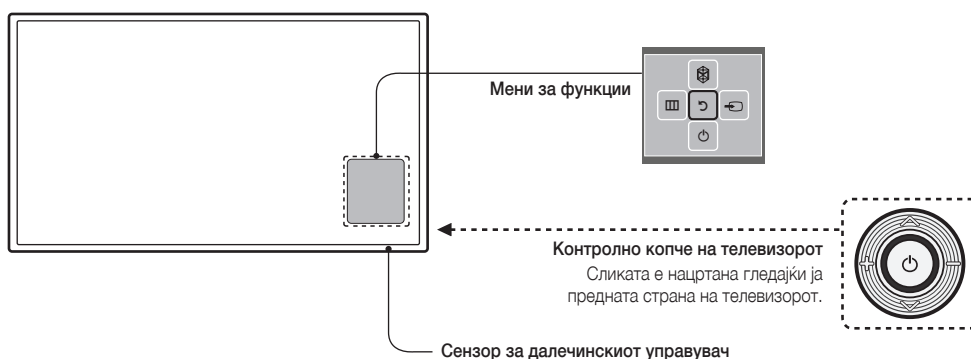 Мени за функции
Контролно копче на телевизорот
Сликата е нацртана гледајќи ја
предната страна на телевизорот.
Сензор за далечинскиот управувач